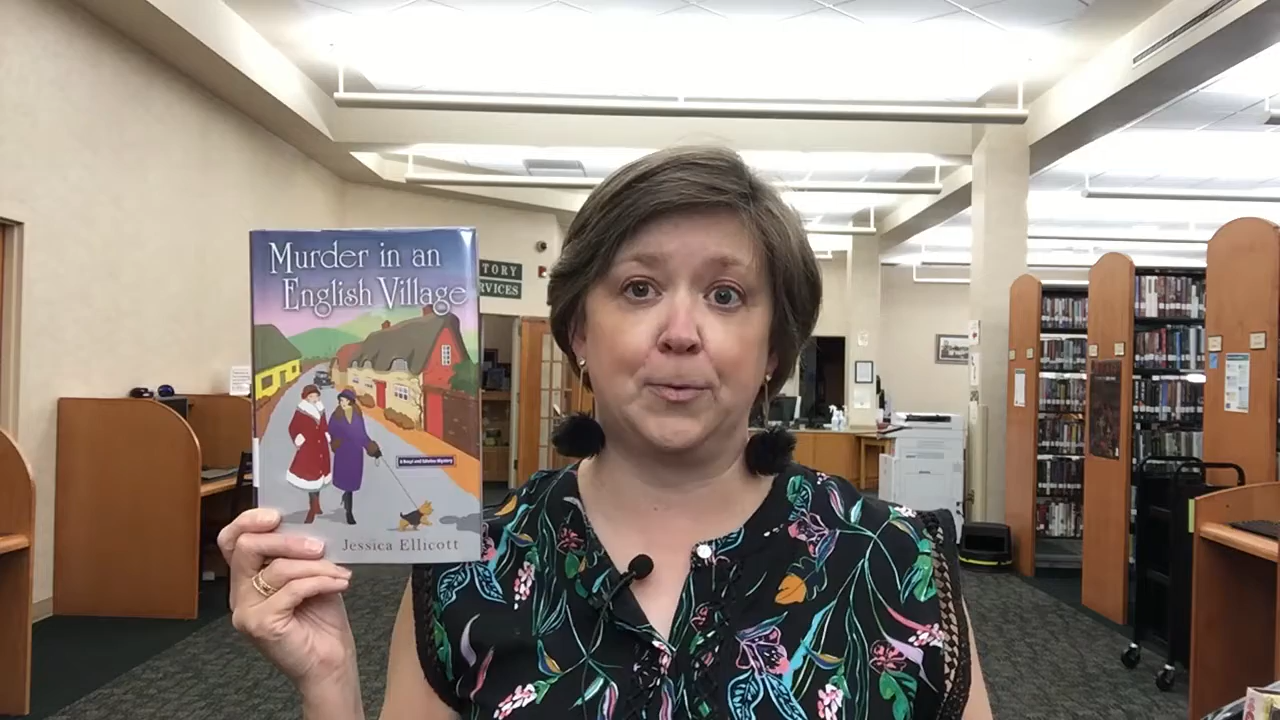 Murder in an
English Village
A Beryl and Edwina Mystery
Jessica Ellicott
TORY
RVICES